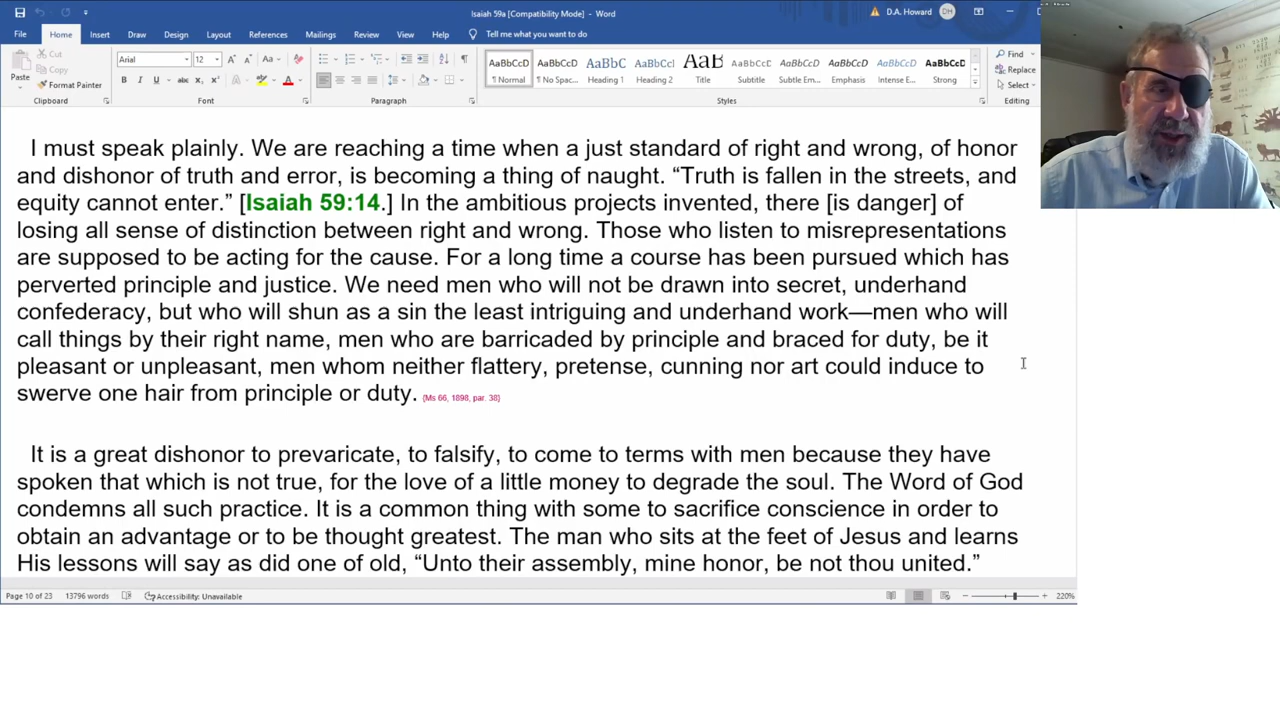 Isaiah 59a [Compatibility Mode] - Word
D.A. Howard
DH
File Home Insert Draw Design Layout References Mailings Review View Help Tell me what you want to do
Paste
Cut
Copy
Format Painter
Clipboard
Arial 12
B I U
Font
Paragraph
AaBbCcD AaBbCcD AaBbC AaBbCcl AaB AaBbCcD AaBbCcD AaBbCcD AaBbCcD AaBbCcD
¶ Normal ¶ No Spac... Heading 1 Heading 2 Title Subtitle Subtle Em... Emphasis Intense E... Strong
Styles
Find
Replace
Select
Editing
I must speak plainly. We are reaching a time when a just standard of right and wrong, of honor
and dishonor of truth and error, is becoming a thing of naught. “Truth is fallen in the streets, and
equity cannot enter.” [Isaiah 59:14.] In the ambitious projects invented, there [is danger] of
losing all sense of distinction between right and wrong. Those who listen to misrepresentations
are supposed to be acting for the cause. For a long time a course has been pursued which has
perverted principle and justice. We need men who will not be drawn into secret, underhand
confederacy, but who will shun as a sin the least intriguing and underhand work—men who will
call things by their right name, men who are barricaded by principle and braced for duty, be it
pleasant or unpleasant, men whom neither flattery, pretense, cunning nor art could induce to
swerve one hair from principle or duty. {Ms 66, 1898, par. 38}
It is a great dishonor to prevaricate, to falsify, to come to terms with men because they have
spoken that which is not true, for the love of a little money to degrade the soul. The Word of God
condemns all such practice. It is a common thing with some to sacrifice conscience in order to
obtain an advantage or to be thought greatest. The man who sits at the feet of Jesus and learns
His lessons will say as did one of old, “Unto their assembly, mine honor, be not thou united.”
Page 10 of 23 13796 words Accessibility: Unavailable 220%